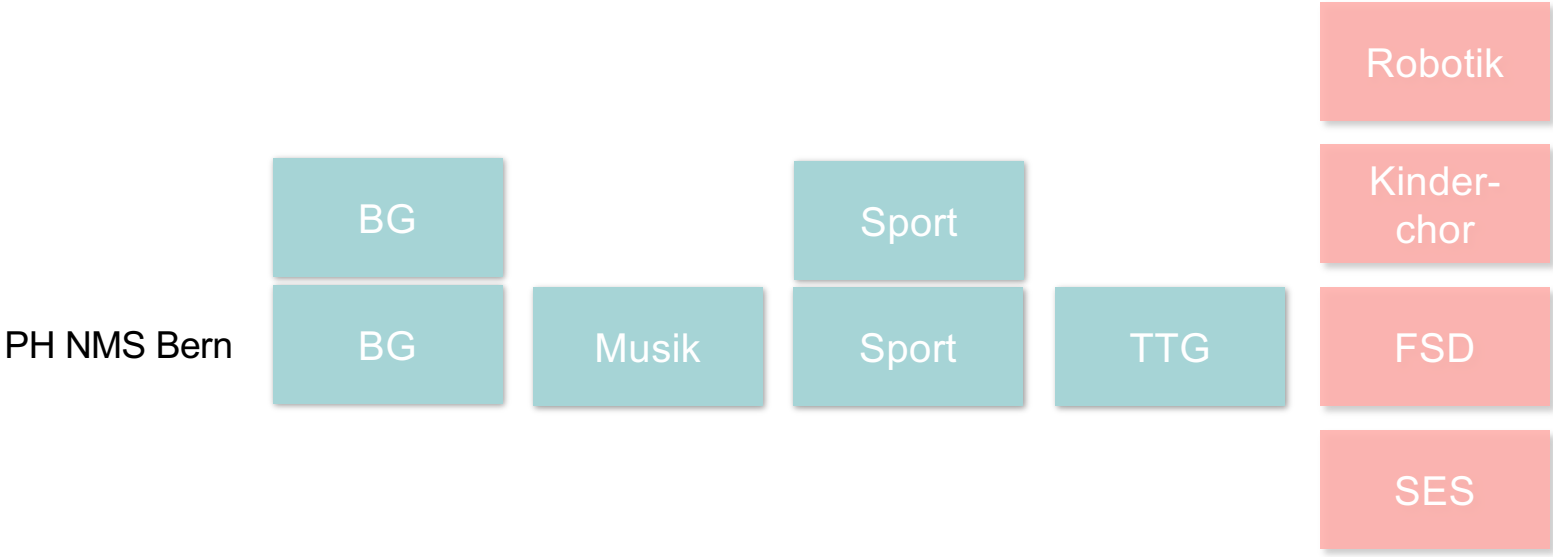 Robotik
BG
Sport
Kinder-
chor
PH NMS Bern
BG
Musik
Sport
TTG
FSD
SES